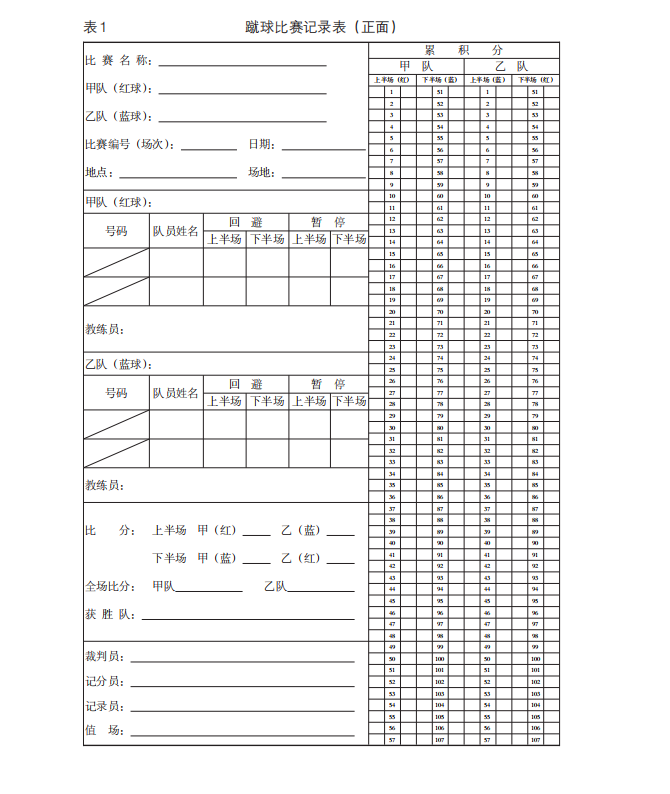 表1 蹴球比赛记录表（正面）
比 赛 名 称：
甲队（红球）：
乙队（蓝球）：
比赛编号（场次）： 日期：
地点： 场地：
甲队（红球）：
号码 队员姓名 回 避 暂 停
上半场 下半场 上半场 下半场
教练员：
乙队（蓝球）：
号码 队员姓名 回 避 暂 停
上半场 下半场 上半场 下半场
教练员：
比 分： 上半场 甲（红） 乙（蓝）
下半场 甲（蓝） 乙（红）
全场比分： 甲队 乙队
获 胜 队：
裁判员：
记分员：
记录员：
值 场：
累 积 分
甲 队 乙 队
上半场（红） 下半场（蓝） 上半场（蓝） 下半场（红）
1 51 1 51
2 52 2 52
3 53 3 53
4 54 4 54
5 55 5 55
6 56 6 56
7 57 7 57
8 58 8 58
9 59 9 59
10 60 10 60
11 61 11 61
12 62 12 62
13 63 13 63
14 64 14 64
15 65 15 65
16 66 16 66
17 67 17 67
18 68 18 68
19 69 19 69
20 70 20 70
21 71 21 71
22 72 22 72
23 73 23 73
24 74 24 74
25 75 25 75
26 76 26 76
27 77 27 77
28 78 28 78
29 79 29 79
30 80 30 80
31 81 31 81
32 82 32 82
33 83 33 83
34 84 34 84
35 85 35 85
36 86 36 86
37 87 37 87
38 88 38 88
39 89 39 89
40 90 40 90
41 91 41 91
42 92 42 92
43 93 43 93
44 94 44 94
45 95 45 95
46 96 46 96
47 97 47 97
48 98 48 98
49 99 49 99
50 100 50 100
51 101 51 101
52 102 52 102
53 103 53 103
54 104 54 104
55 105 55 105
56 106 56 106
57 107 57 107